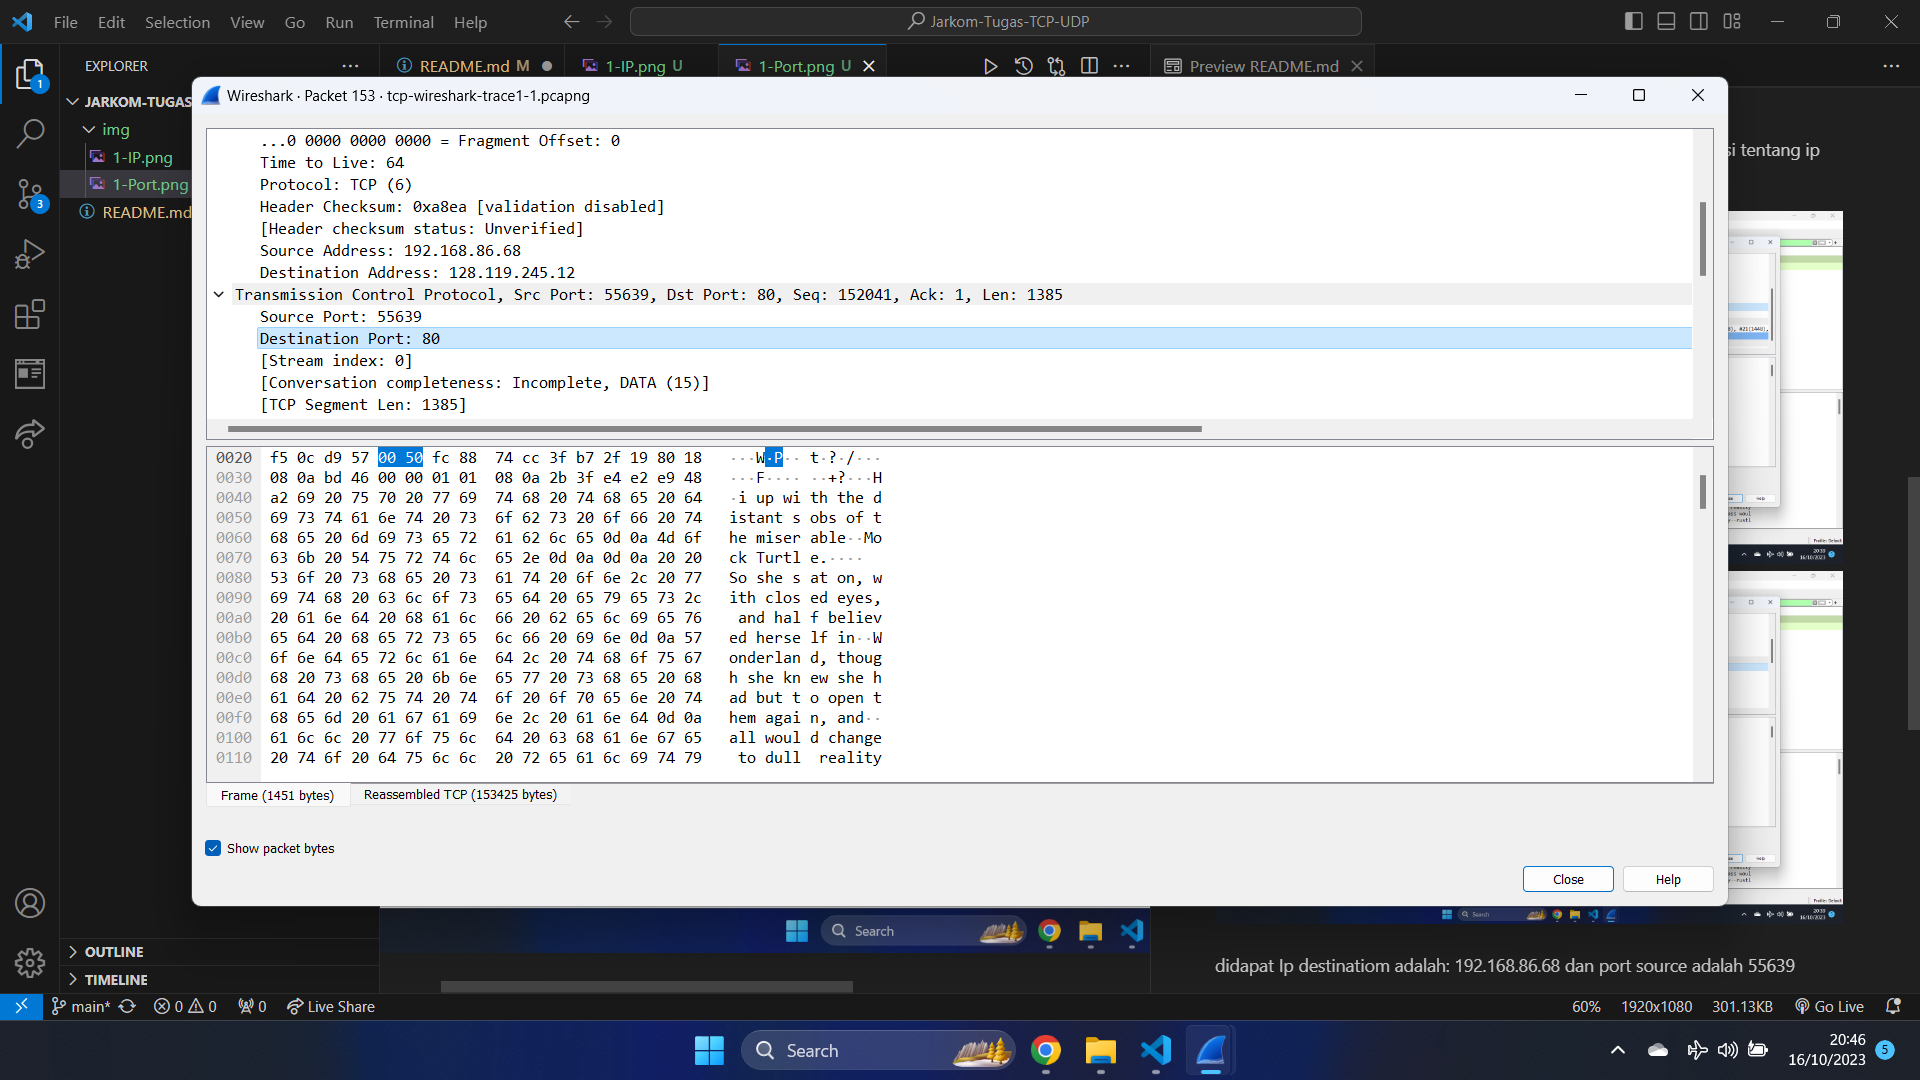 File Edit Selection View Go Run Terminal Help
Jarkom-Tugas-TCP-UDP
EXPLORER
README.md M
1-IP.png U
1-Port.png U
Preview README.md
JARKOM-TUGAS
img
1-IP.png
1-Port.png
README.md
1
3
Wireshark · Packet 153 · tcp-wireshark-trace1-1.pcapng
...0 0000 0000 0000 = Fragment Offset: 0
Time to Live: 64
Protocol: TCP (6)
Header Checksum: 0xa8ea [validation disabled]
[Header checksum status: Unverified]
Source Address: 192.168.86.68
Destination Address: 128.119.245.12
Transmission Control Protocol, Src Port: 55639, Dst Port: 80, Seq: 152041, Ack: 1, Len: 1385
Source Port: 55639
Destination Port: 80
[Stream index: 0]
[Conversation completeness: Incomplete, DATA (15)]
[TCP Segment Len: 1385]
0020 f5 0c d9 57 00 50 fc 88 74 cc 3f b7 2f 19 80 18 ···W·P·· t·?·/···
0030 08 0a bd 46 00 00 01 01 08 0a 2b 3f e4 e2 e9 48 ···F···· ··+?···H
0040 a2 69 20 75 70 20 77 69 74 68 20 74 68 65 20 64 ·i up wi th the d
0050 69 73 74 61 6e 74 20 73 6f 62 73 20 6f 66 20 74 istant s obs of t
0060 68 65 20 6d 69 73 65 72 61 62 6c 65 0d 0a 4d 6f he miser able··Mo
0070 63 6b 20 54 75 72 74 6c 65 2e 0d 0a 0d 0a 20 20 ck Turtl e.····
0080 53 6f 20 73 68 65 20 73 61 74 20 6f 6e 2c 20 77 So she s at on, w
0090 69 74 68 20 63 6c 6f 73 65 64 20 65 79 65 73 2c ith clos ed eyes,
00a0 20 61 6e 64 20 68 61 6c 66 20 62 65 6c 69 65 76 and hal f believ
00b0 65 64 20 68 65 72 73 65 6c 66 20 69 6e 0d 0a 57 ed herse lf in··W
00c0 6f 6e 64 65 72 6c 61 6e 64 2c 20 74 68 6f 75 67 onderlan d, thoug
00d0 68 20 73 68 65 20 6b 6e 65 77 20 73 68 65 20 68 h she kn ew she h
00e0 61 64 20 62 75 74 20 74 6f 20 6f 70 65 6e 20 74 ad but t o open t
00f0 68 65 6d 20 61 67 61 69 6e 2c 20 61 6e 64 0d 0a hem agai n, and··
0100 61 6c 6c 20 77 6f 75 6c 64 20 63 68 61 6e 67 65 all woul d change
0110 20 74 6f 20 64 75 6c 6c 20 72 65 61 6c 69 74 79 to dull reality
Frame (1451 bytes) Reassembled TCP (153425 bytes)
Show packet bytes
Close Help
si tentang ip
Search
didapat Ip destinatiom adalah: 192.168.86.68 dan port source adalah 55639
OUTLINE
TIMELINE
main* 0 0 0 Live Share
60% 1920x1080 301.13KB Go Live
Search
20:46
16/10/2023
5